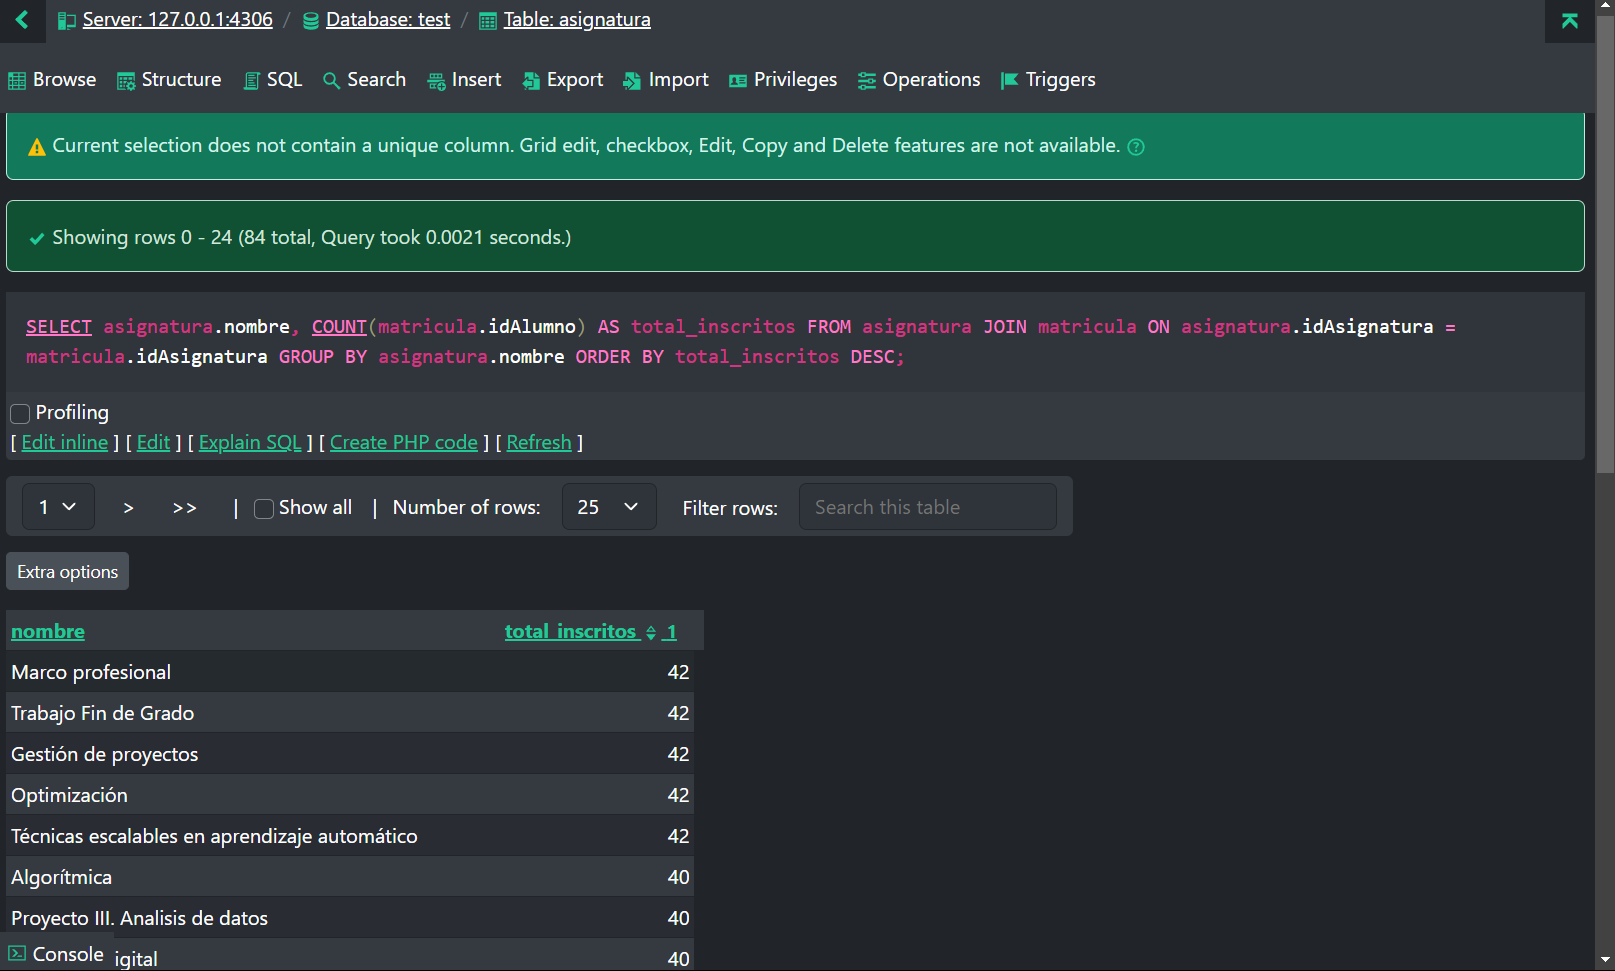 Server: 127.0.0.1:4306 / Database: test / Table: asignatura
Browse Structure SQL Search Insert Export Import Privileges Operations Triggers
Current selection does not contain a unique column. Grid edit, checkbox, Edit, Copy and Delete features are not available.
Showing rows 0 - 24 (84 total, Query took 0.0021 seconds.)
SELECT asignatura.nombre, COUNT(matricula.idAlumno) AS total_inscritos FROM asignatura JOIN matricula ON asignatura.idAsignatura =
matricula.idAsignatura GROUP BY asignatura.nombre ORDER BY total_inscritos DESC;
Profiling
[ Edit inline ] [ Edit ] [ Explain SQL ] [ Create PHP code ] [ Refresh ]
1 > >> | Show all | Number of rows: 25 Filter rows: Search this table
Extra options
nombre total_inscritos 1
Marco profesional 42
Trabajo Fin de Grado 42
Gestión de proyectos 42
Optimización 42
Técnicas escalables en aprendizaje automático 42
Algorítmica 40
Proyecto III. Analisis de datos 40
Console igital 40